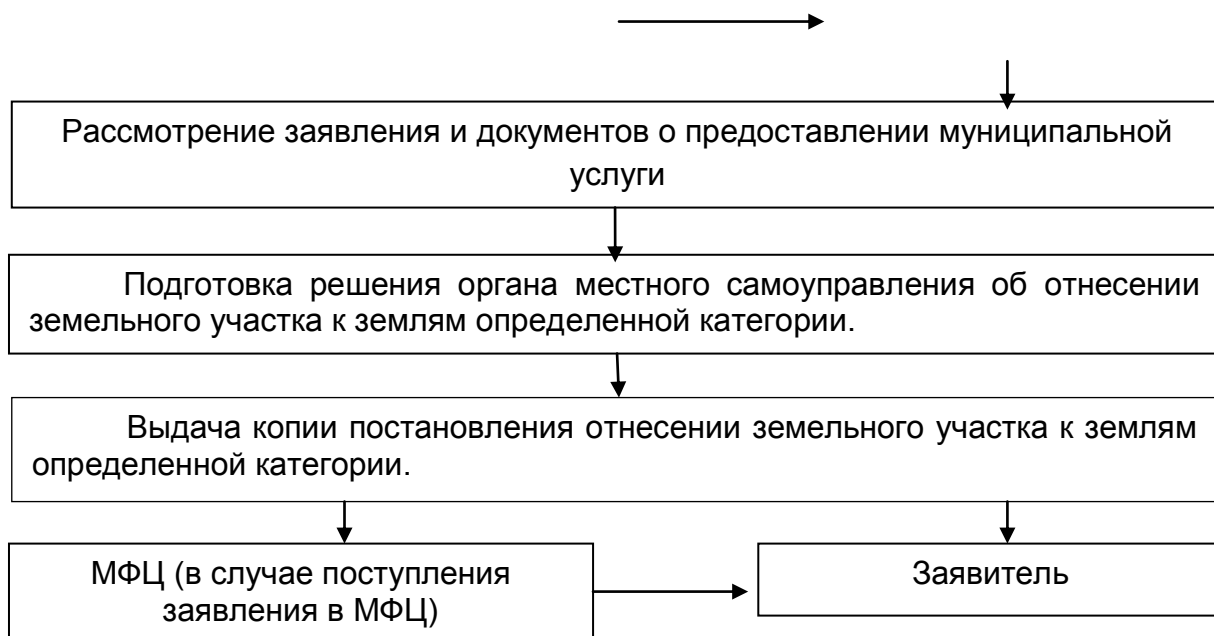 Рассмотрение заявления и документов о предоставлении муниципальной
услуги
Подготовка решения органа местного самоуправления об отнесении
земельного участка к землям определенной категории.
Выдача копии постановления отнесении земельного участка к землям
определенной категории.
МФЦ (в случае поступления
заявления в МФЦ)
Заявитель